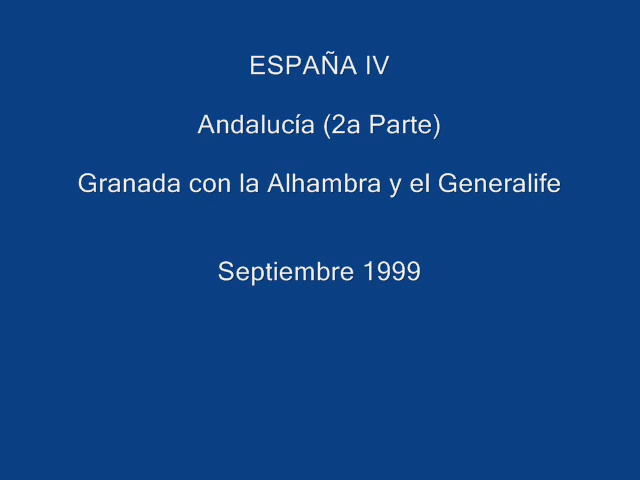 ESPAÑA IV
Andalucía (2a Parte)
Granada con la Alhambra y el Generalife
Septiembre 1999